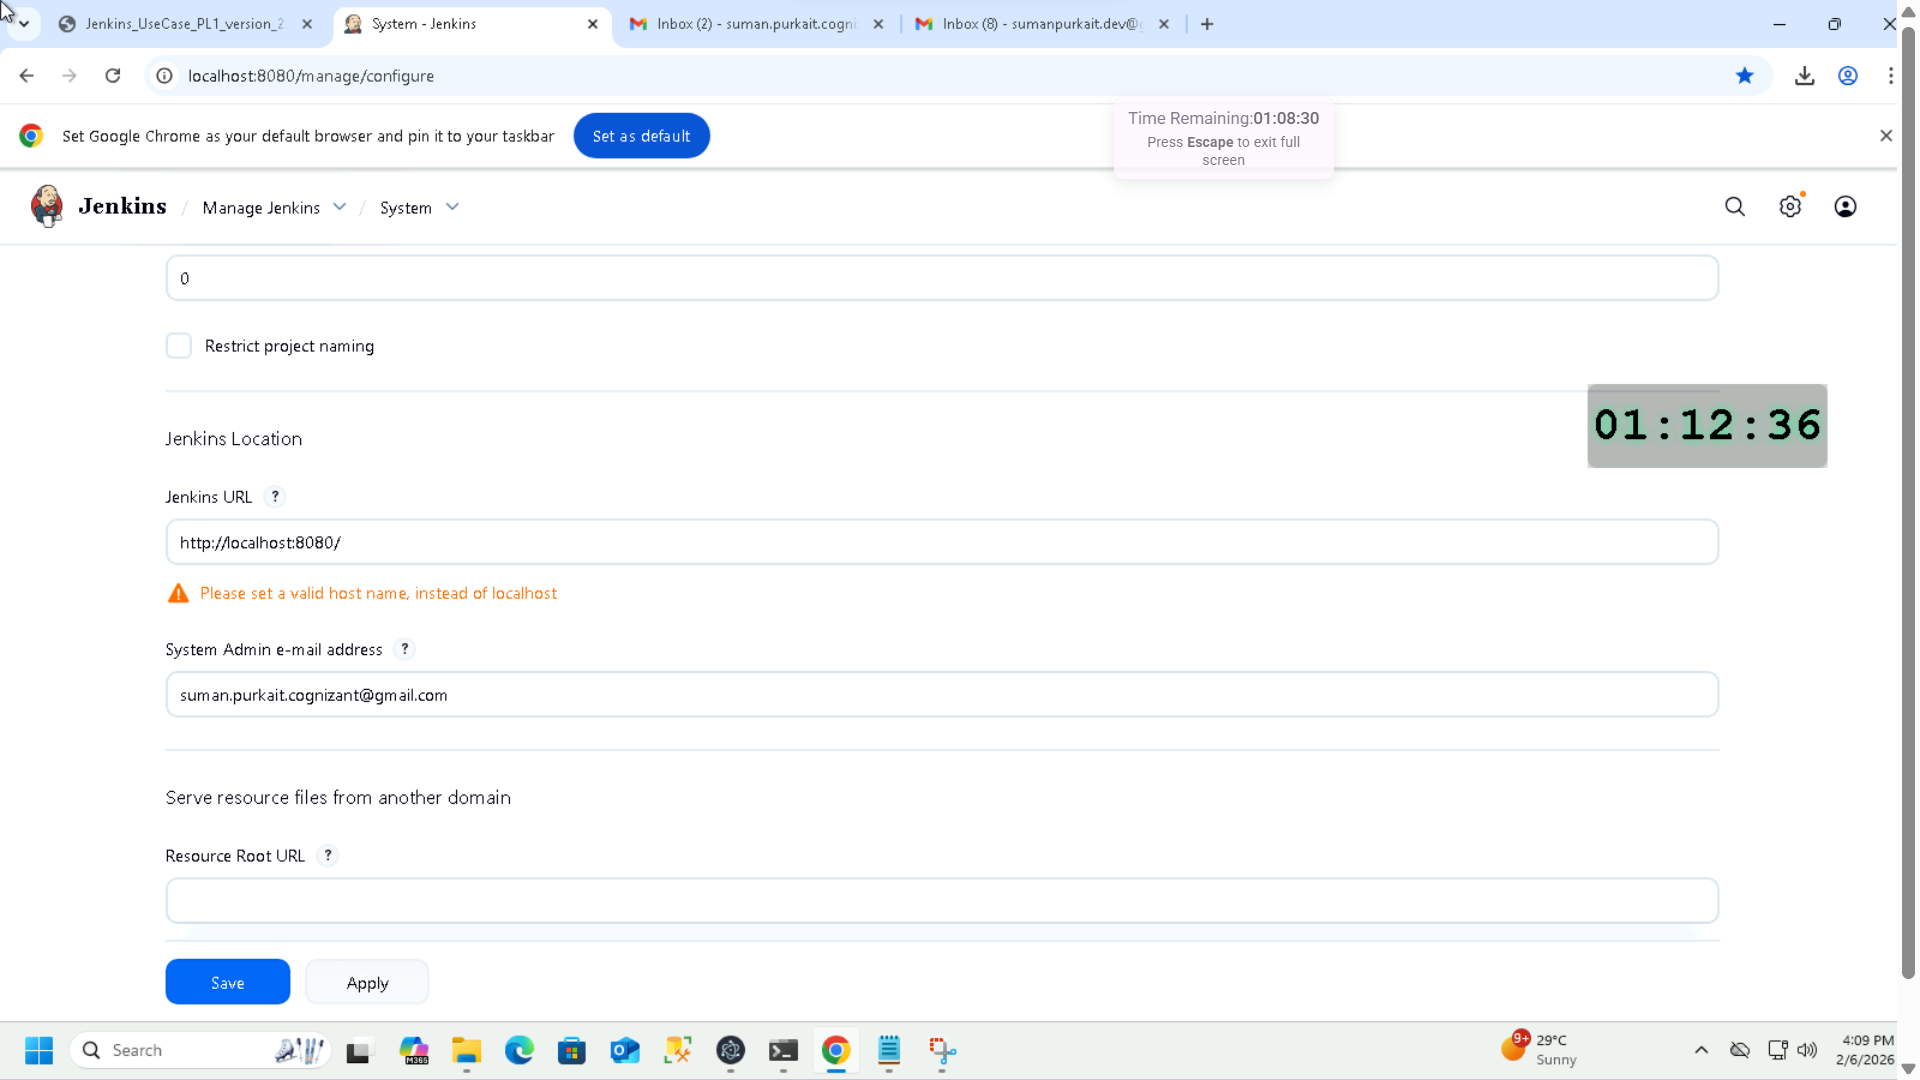 Jenkins_UseCase_PL1_version_2
System - Jenkins
Inbox (2) - suman.purkait.cogni
Inbox (8) - sumanpurkait.dev@g
localhost:8080/manage/configure
Set Google Chrome as your default browser and pin it to your taskbar
Set as default
Time Remaining:01:08:30
Press Escape to exit full
screen
Jenkins / Manage Jenkins / System
0
Restrict project naming
01:12:36
Jenkins Location
Jenkins URL ?
http://localhost:8080/
Please set a valid host name, instead of localhost
System Admin e-mail address ?
suman.purkait.cognizant@gmail.com
Serve resource files from another domain
Resource Root URL ?
Save
Apply
Search
M365
9+
29°C
Sunny
4:09 PM
2/6/2026